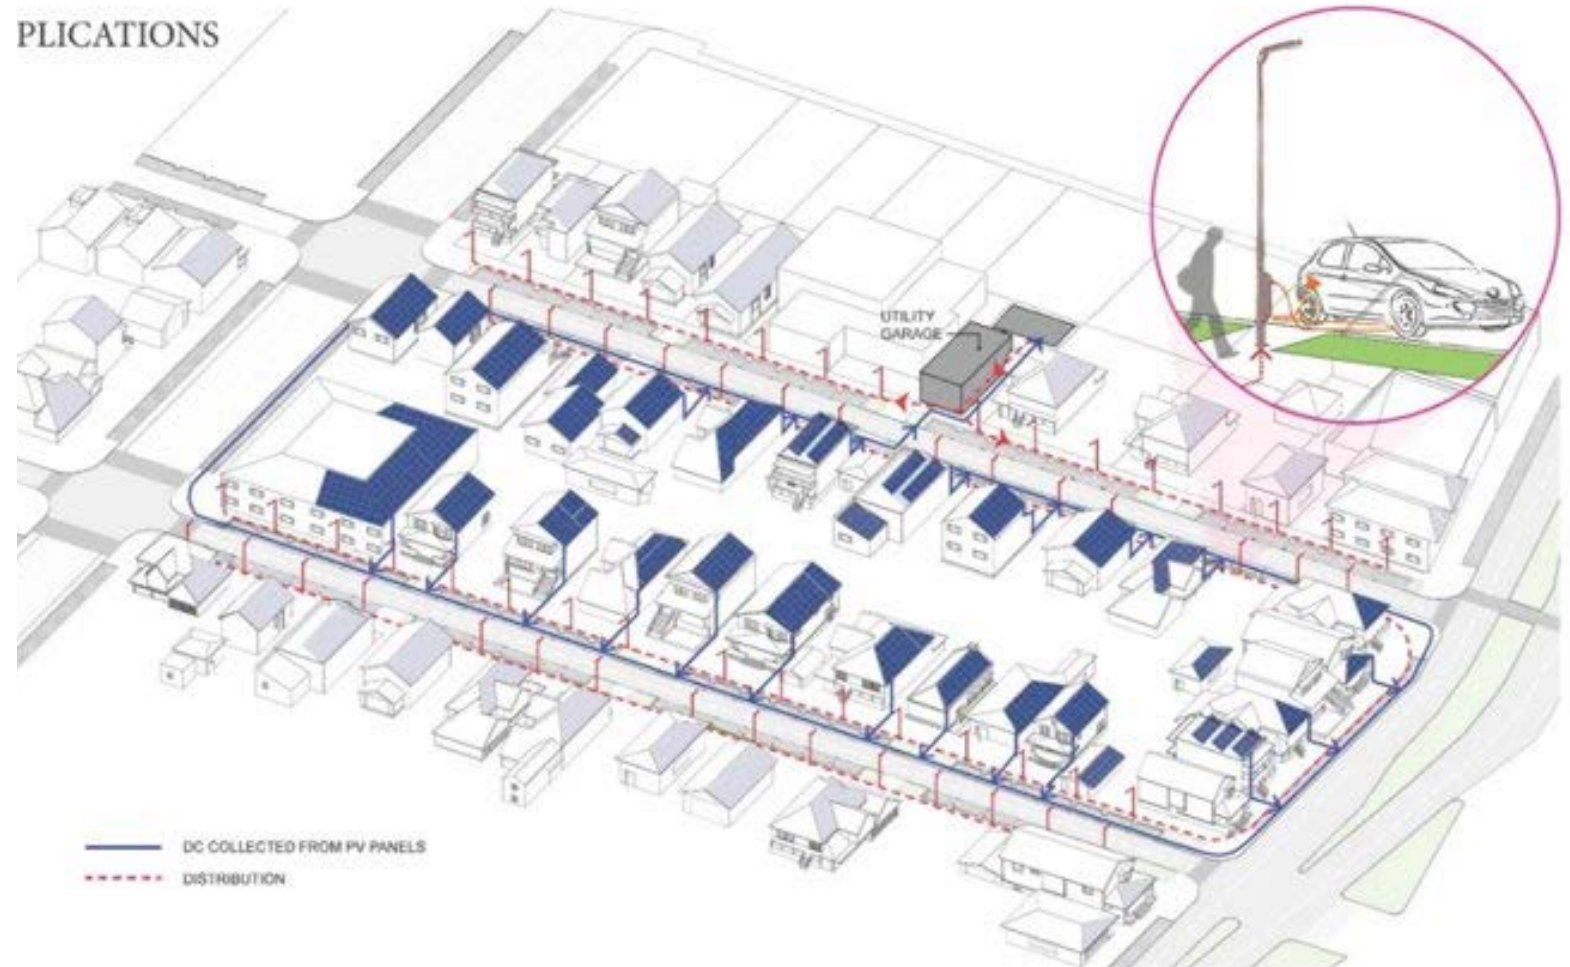 PLICATIONS
UTILITY
GARAGE
DC COLLECTED FROM PV PANELS
DISTRIBUTION